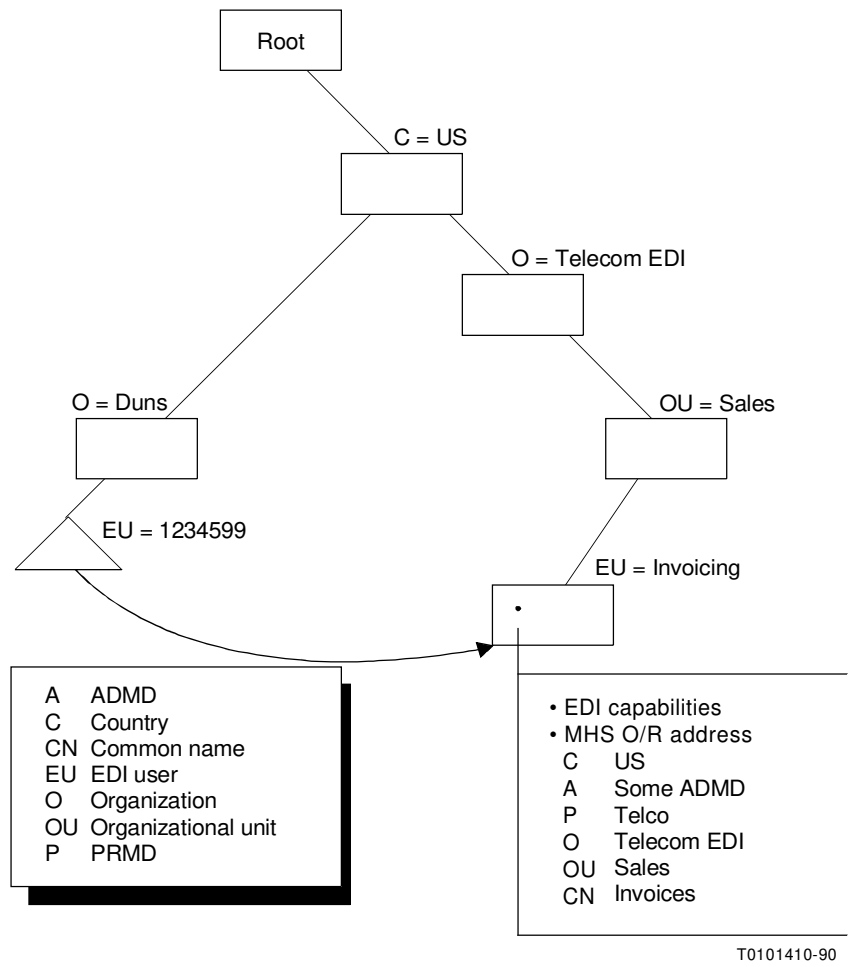 Root
C = US
O = Telecom EDI
O = Duns
OU = Sales
EU = 1234599
EU = Invoicing
A ADMD
C Country
CN Common name
EU EDI user
O Organization
OU Organizational unit
P PRMD
• EDI capabilities
• MHS O/R address
C US
A Some ADMD
P Telco
O Telecom EDI
OU Sales
CN Invoices
T0101410-90